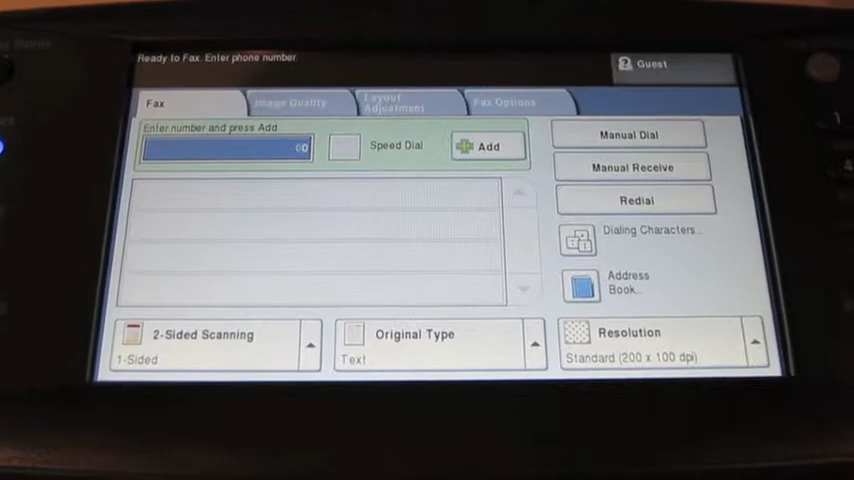 Ready to Fax. Enter phone number.
Guest
Fax
Image Quality
Layout
Adjustment
Fax Options
Enter number and press Add
00
Speed Dial
Add
Manual Dial
Manual Receive
Redial
Dialing Characters...
Address
Book...
2-Sided Scanning
1-Sided
Original Type
Text
Resolution
Standard (200 x 100 dpi)